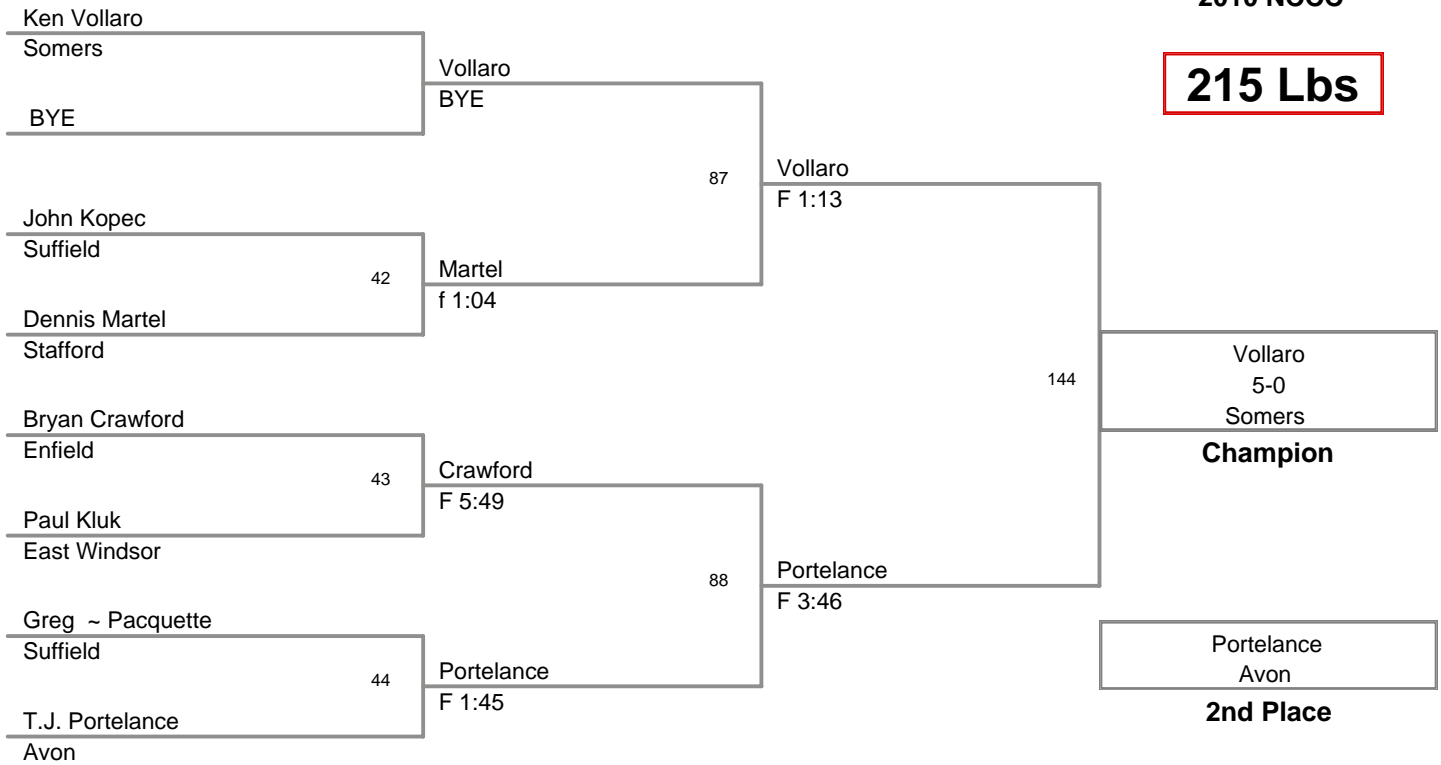 2010 NCCC
215 Lbs
Ken Vollaro
Somers
BYE
John Kopec
Suffield
42
Dennis Martel
Stafford
Bryan Crawford
Enfield
43
Paul Kluk
East Windsor
Greg ~ Pacquette
Suffield
44
T.J. Portelance
Avon
Vollaro
BYE
87
Martel
f 1:04
Crawford
F 5:49
88
Portelance
F 1:45
Vollaro
F 1:13
144
Portelance
F 3:46
Vollaro
5-0
Somers
Champion
Portelance
Avon
2nd Place